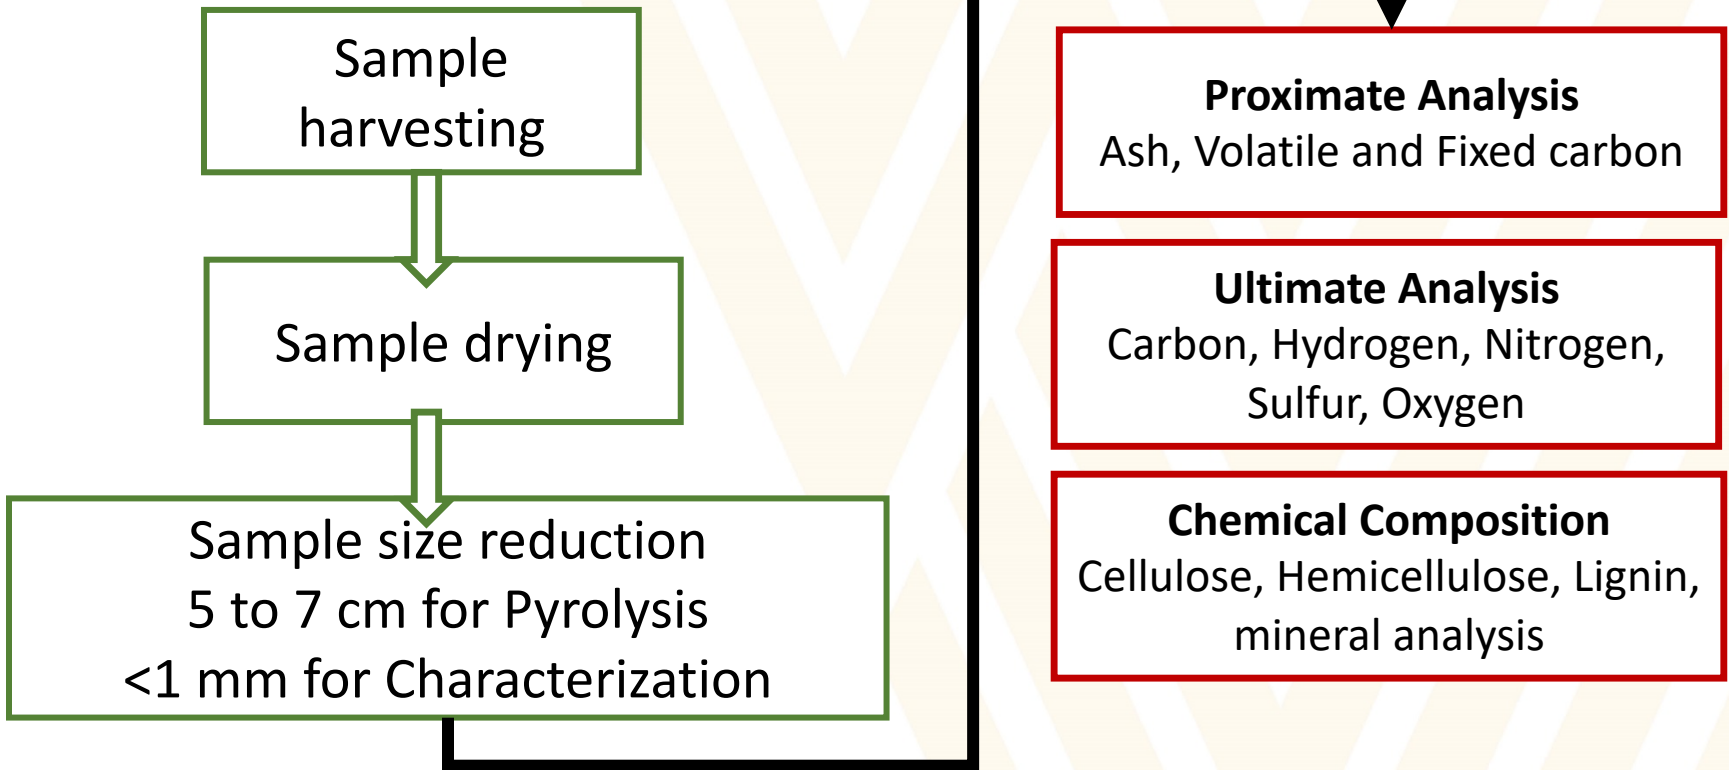 Sample
harvesting
Sample drying
Sample size reduction
5 to 7 cm for Pyrolysis
<1 mm for Characterization
Proximate Analysis
Ash, Volatile and Fixed carbon
Ultimate Analysis
Carbon, Hydrogen, Nitrogen,
Sulfur, Oxygen
Chemical Composition
Cellulose, Hemicellulose, Lignin,
mineral analysis